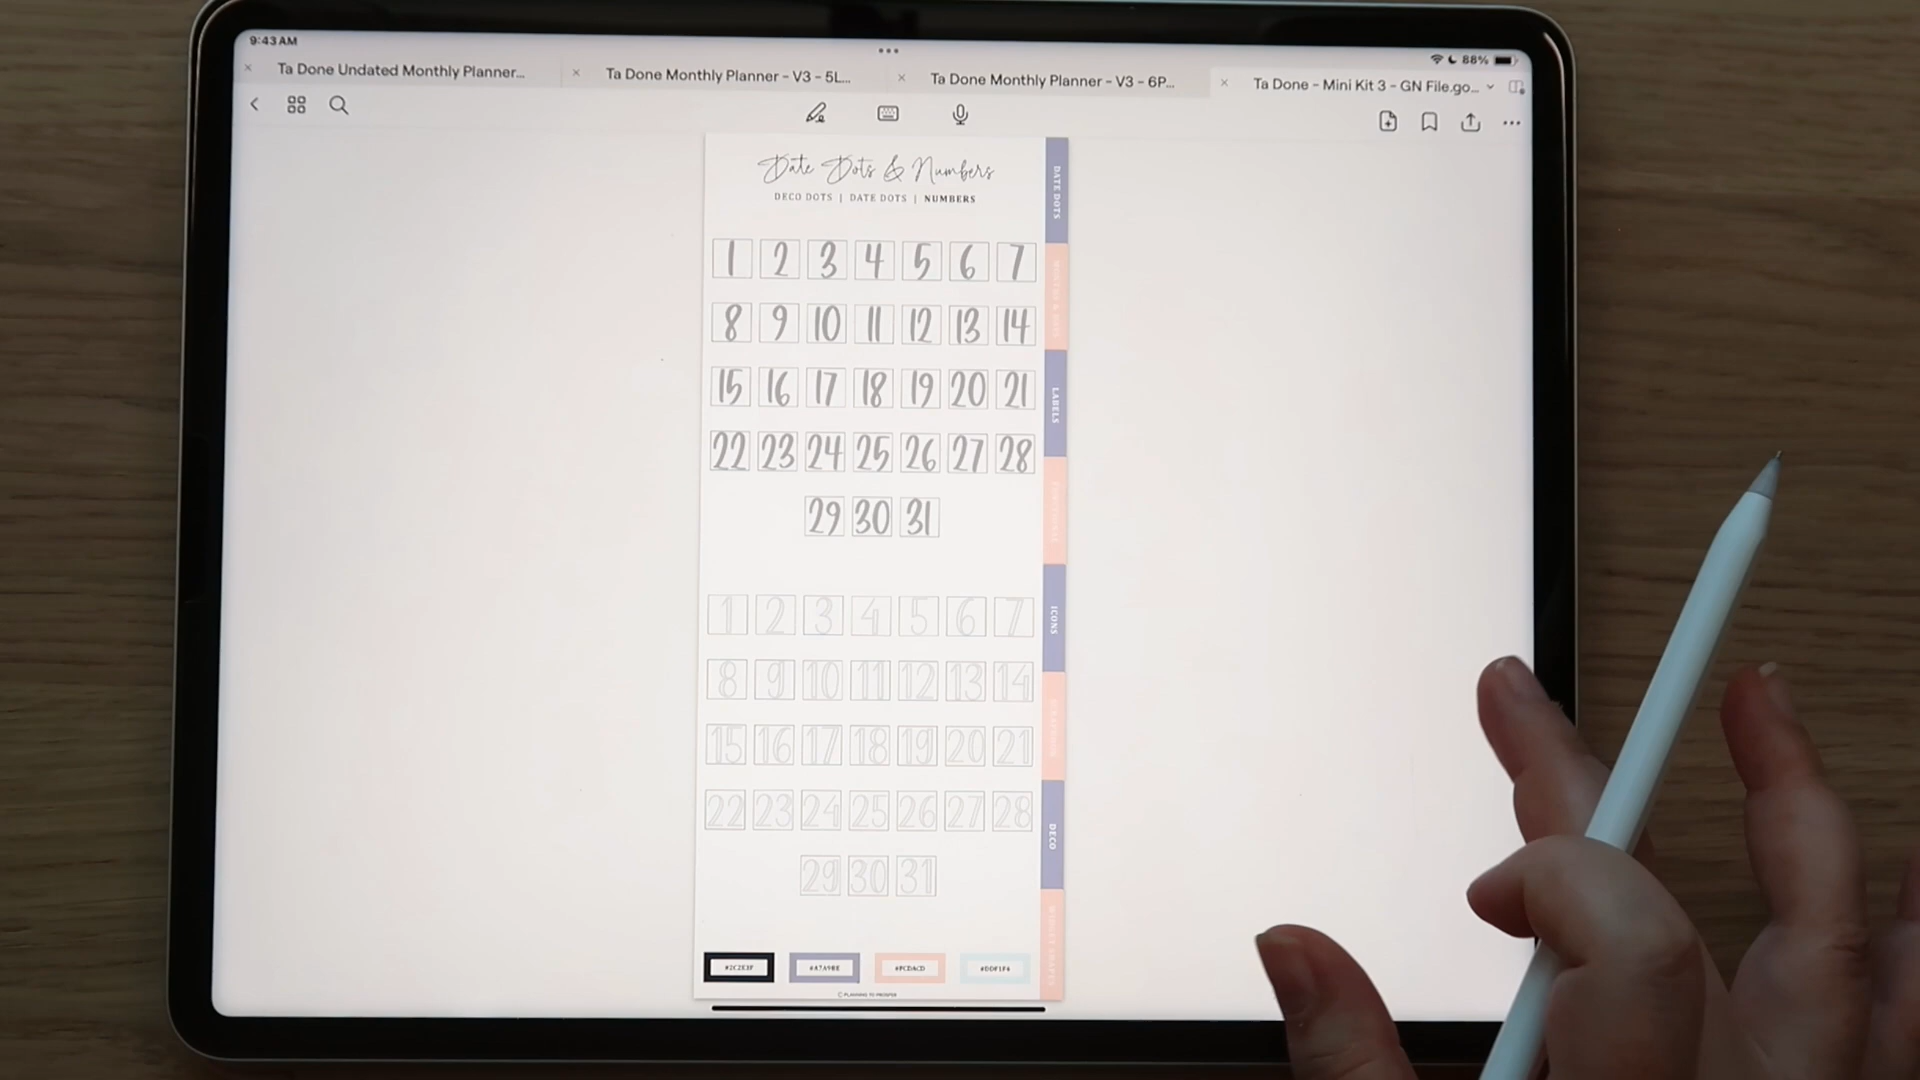 9:43 AM
88%
Ta Done Undated Monthly Planner...
Ta Done Monthly Planner - V3 - 5L...
Ta Done Monthly Planner - V3 - 6P...
Ta Done - Mini Kit 3 - GN File.go...
Date Dots & Numbers
DECO DOTS | DATE DOTS | NUMBERS
1 2 3 4 5 6 7
8 9 10 11 12 13 14
15 16 17 18 19 20 21
22 23 24 25 26 27 28
29 30 31
1 2 3 4 5 6 7
8 9 10 11 12 13 14
15 16 17 18 19 20 21
22 23 24 25 26 27 28
29 30 31
DATE DOTS
LABELS
ICONS
DECO
#FCDACD
#DDF1F4
© PLANNING TO PROSPER